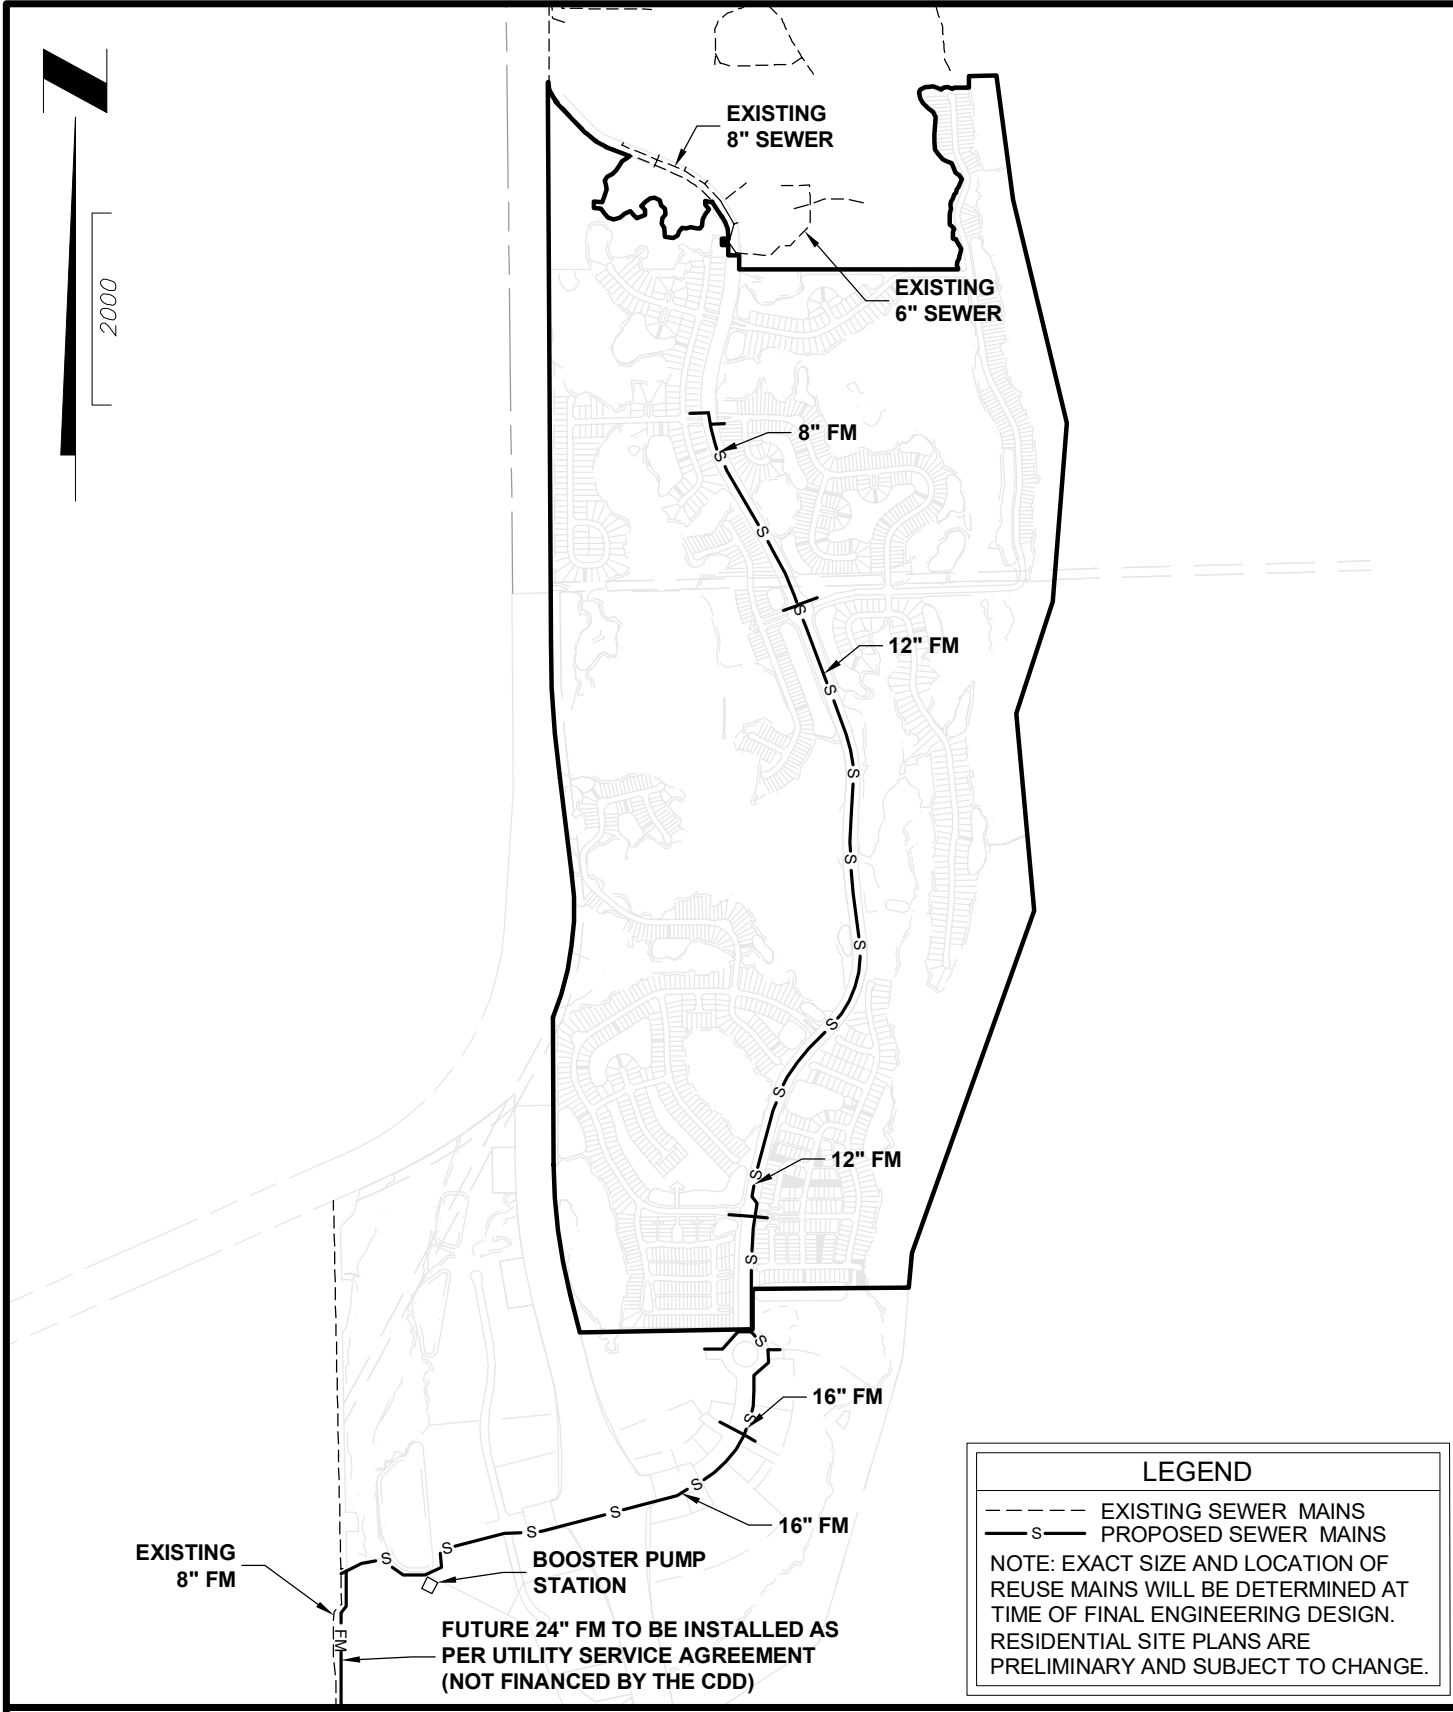 EXISTING
8" SEWER
2000
EXISTING
6" SEWER
8" FM
S
S
S
12" FM
S
S
S
S
S
S
12" FM
S
S
S
16" FM
S
S
16" FM
S
S
S
S
EXISTING
8" FM
BOOSTER PUMP
STATION
FM
FUTURE 24" FM TO BE INSTALLED AS
PER UTILITY SERVICE AGREEMENT
(NOT FINANCED BY THE CDD)
LEGEND
EXISTING SEWER MAINS
S PROPOSED SEWER MAINS
NOTE: EXACT SIZE AND LOCATION OF
REUSE MAINS WILL BE DETERMINED AT
TIME OF FINAL ENGINEERING DESIGN.
RESIDENTIAL SITE PLANS ARE
PRELIMINARY AND SUBJECT TO CHANGE.